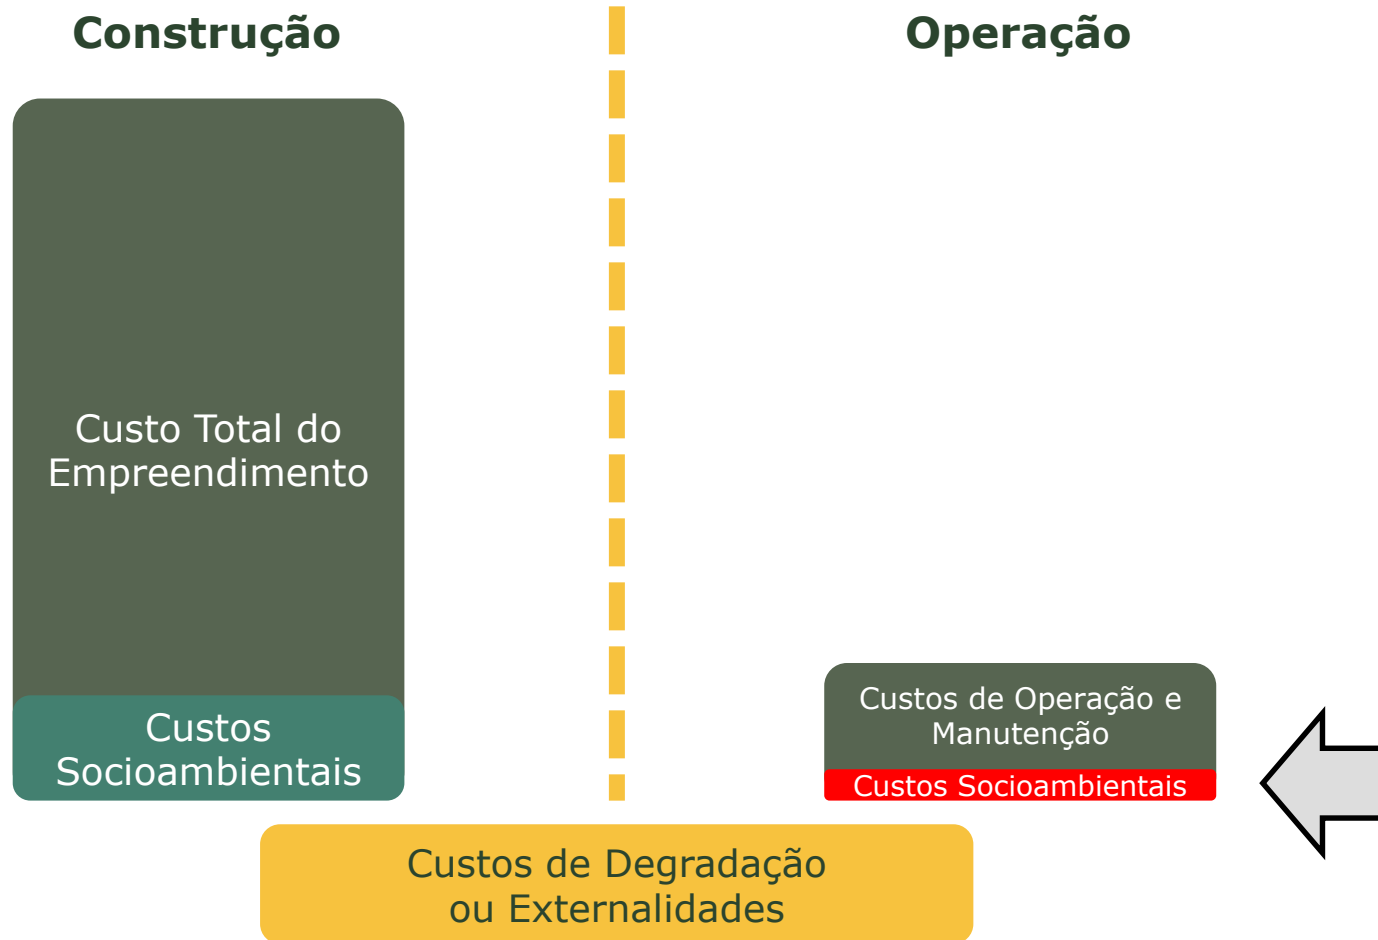 Construção
Operação
Custo Total do
Empreendimento
Custos
Socioambientais
Custos de Operação e
Manutenção
Custos Socioambientais
Custos de Degradação
ou Externalidades